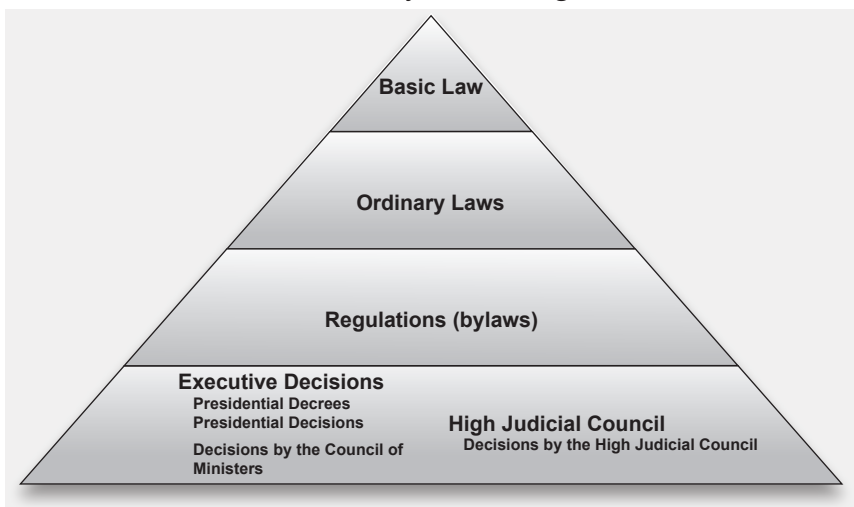 Basic Law
Ordinary Laws
Regulations (bylaws)
Executive Decisions
Presidential Decrees
Presidential Decisions
Decisions by the Council of
Ministers
High Judicial Council
Decisions by the High Judicial Council